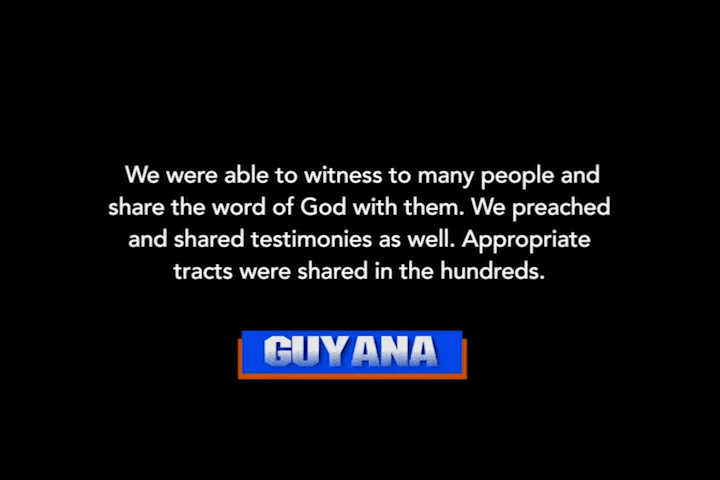 We were able to witness to many people and
share the word of God with them. We preached
and shared testimonies as well. Appropriate
tracts were shared in the hundreds.
GUYANA